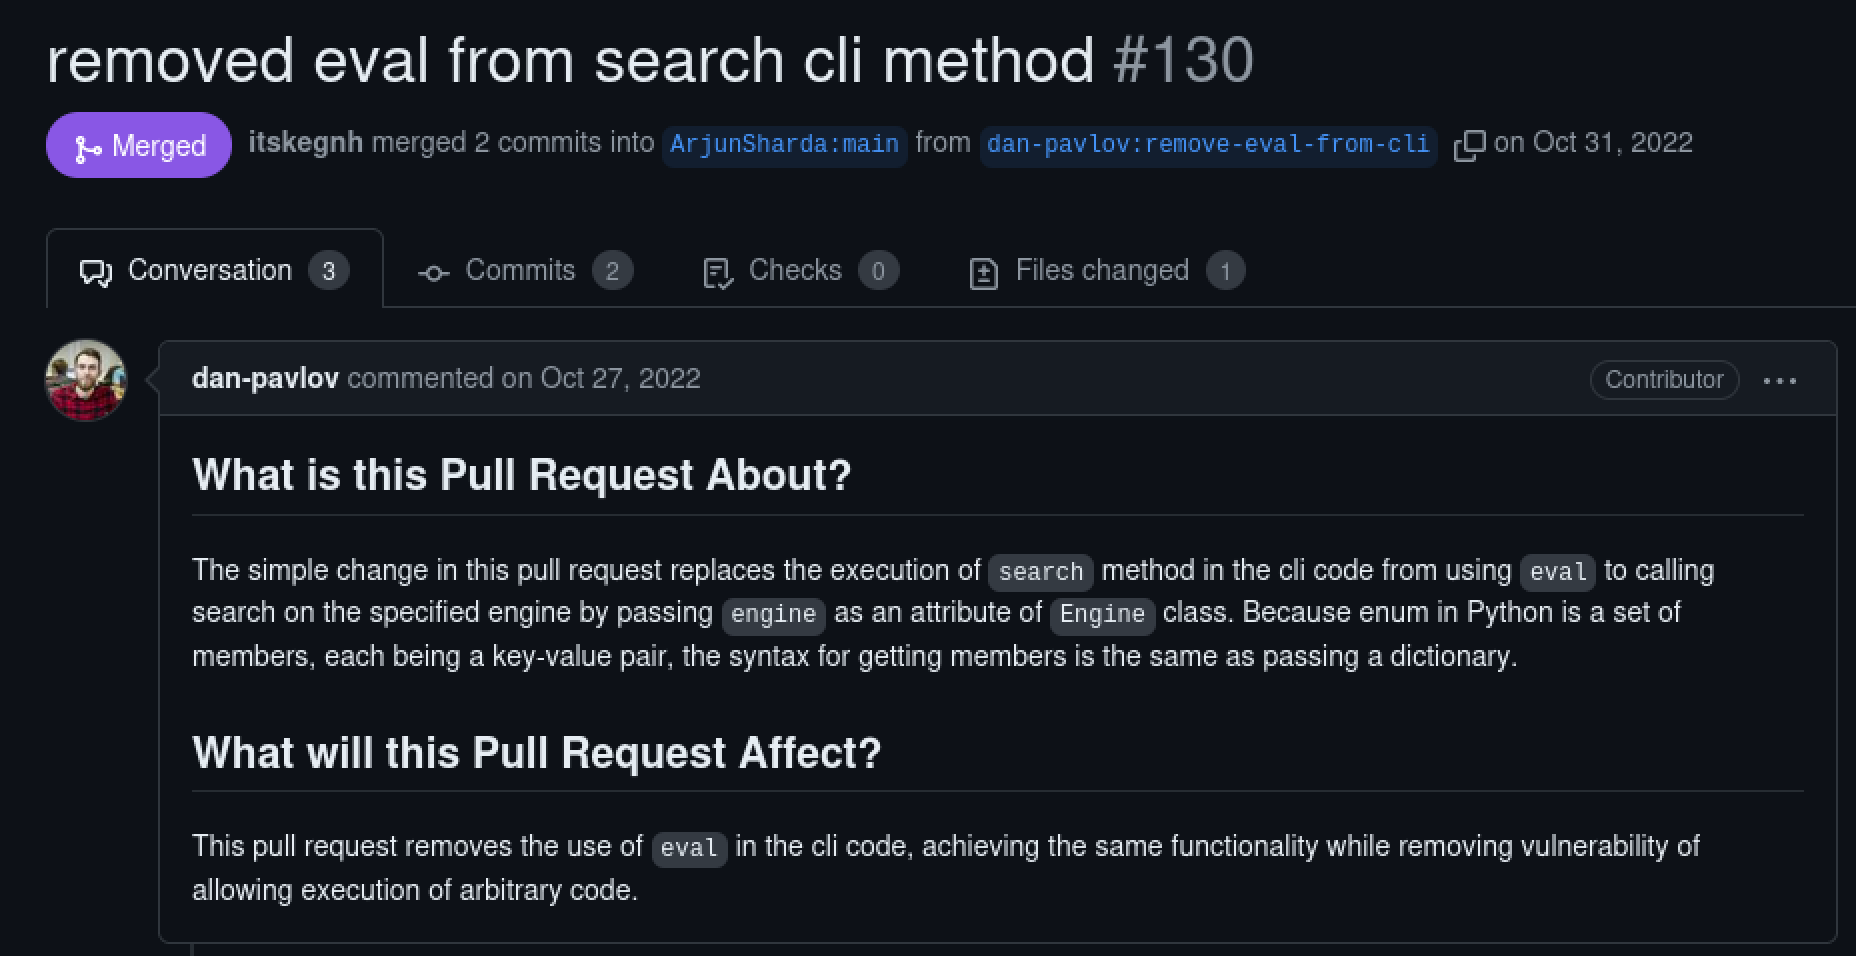 removed eval from search cli method #130
Merged itskegnh merged 2 commits into ArjunSharda:main from dan-pavlov:remove-eval-from-cli on Oct 31, 2022
Conversation 3 Commits 2 Checks 0 Files changed 1
dan-pavlov commented on Oct 27, 2022 Contributor ...
What is this Pull Request About?
The simple change in this pull request replaces the execution of search method in the cli code from using eval to calling
search on the specified engine by passing engine as an attribute of Engine class. Because enum in Python is a set of
members, each being a key-value pair, the syntax for getting members is the same as passing a dictionary.
What will this Pull Request Affect?
This pull request removes the use of eval in the cli code, achieving the same functionality while removing vulnerability of
allowing execution of arbitrary code.